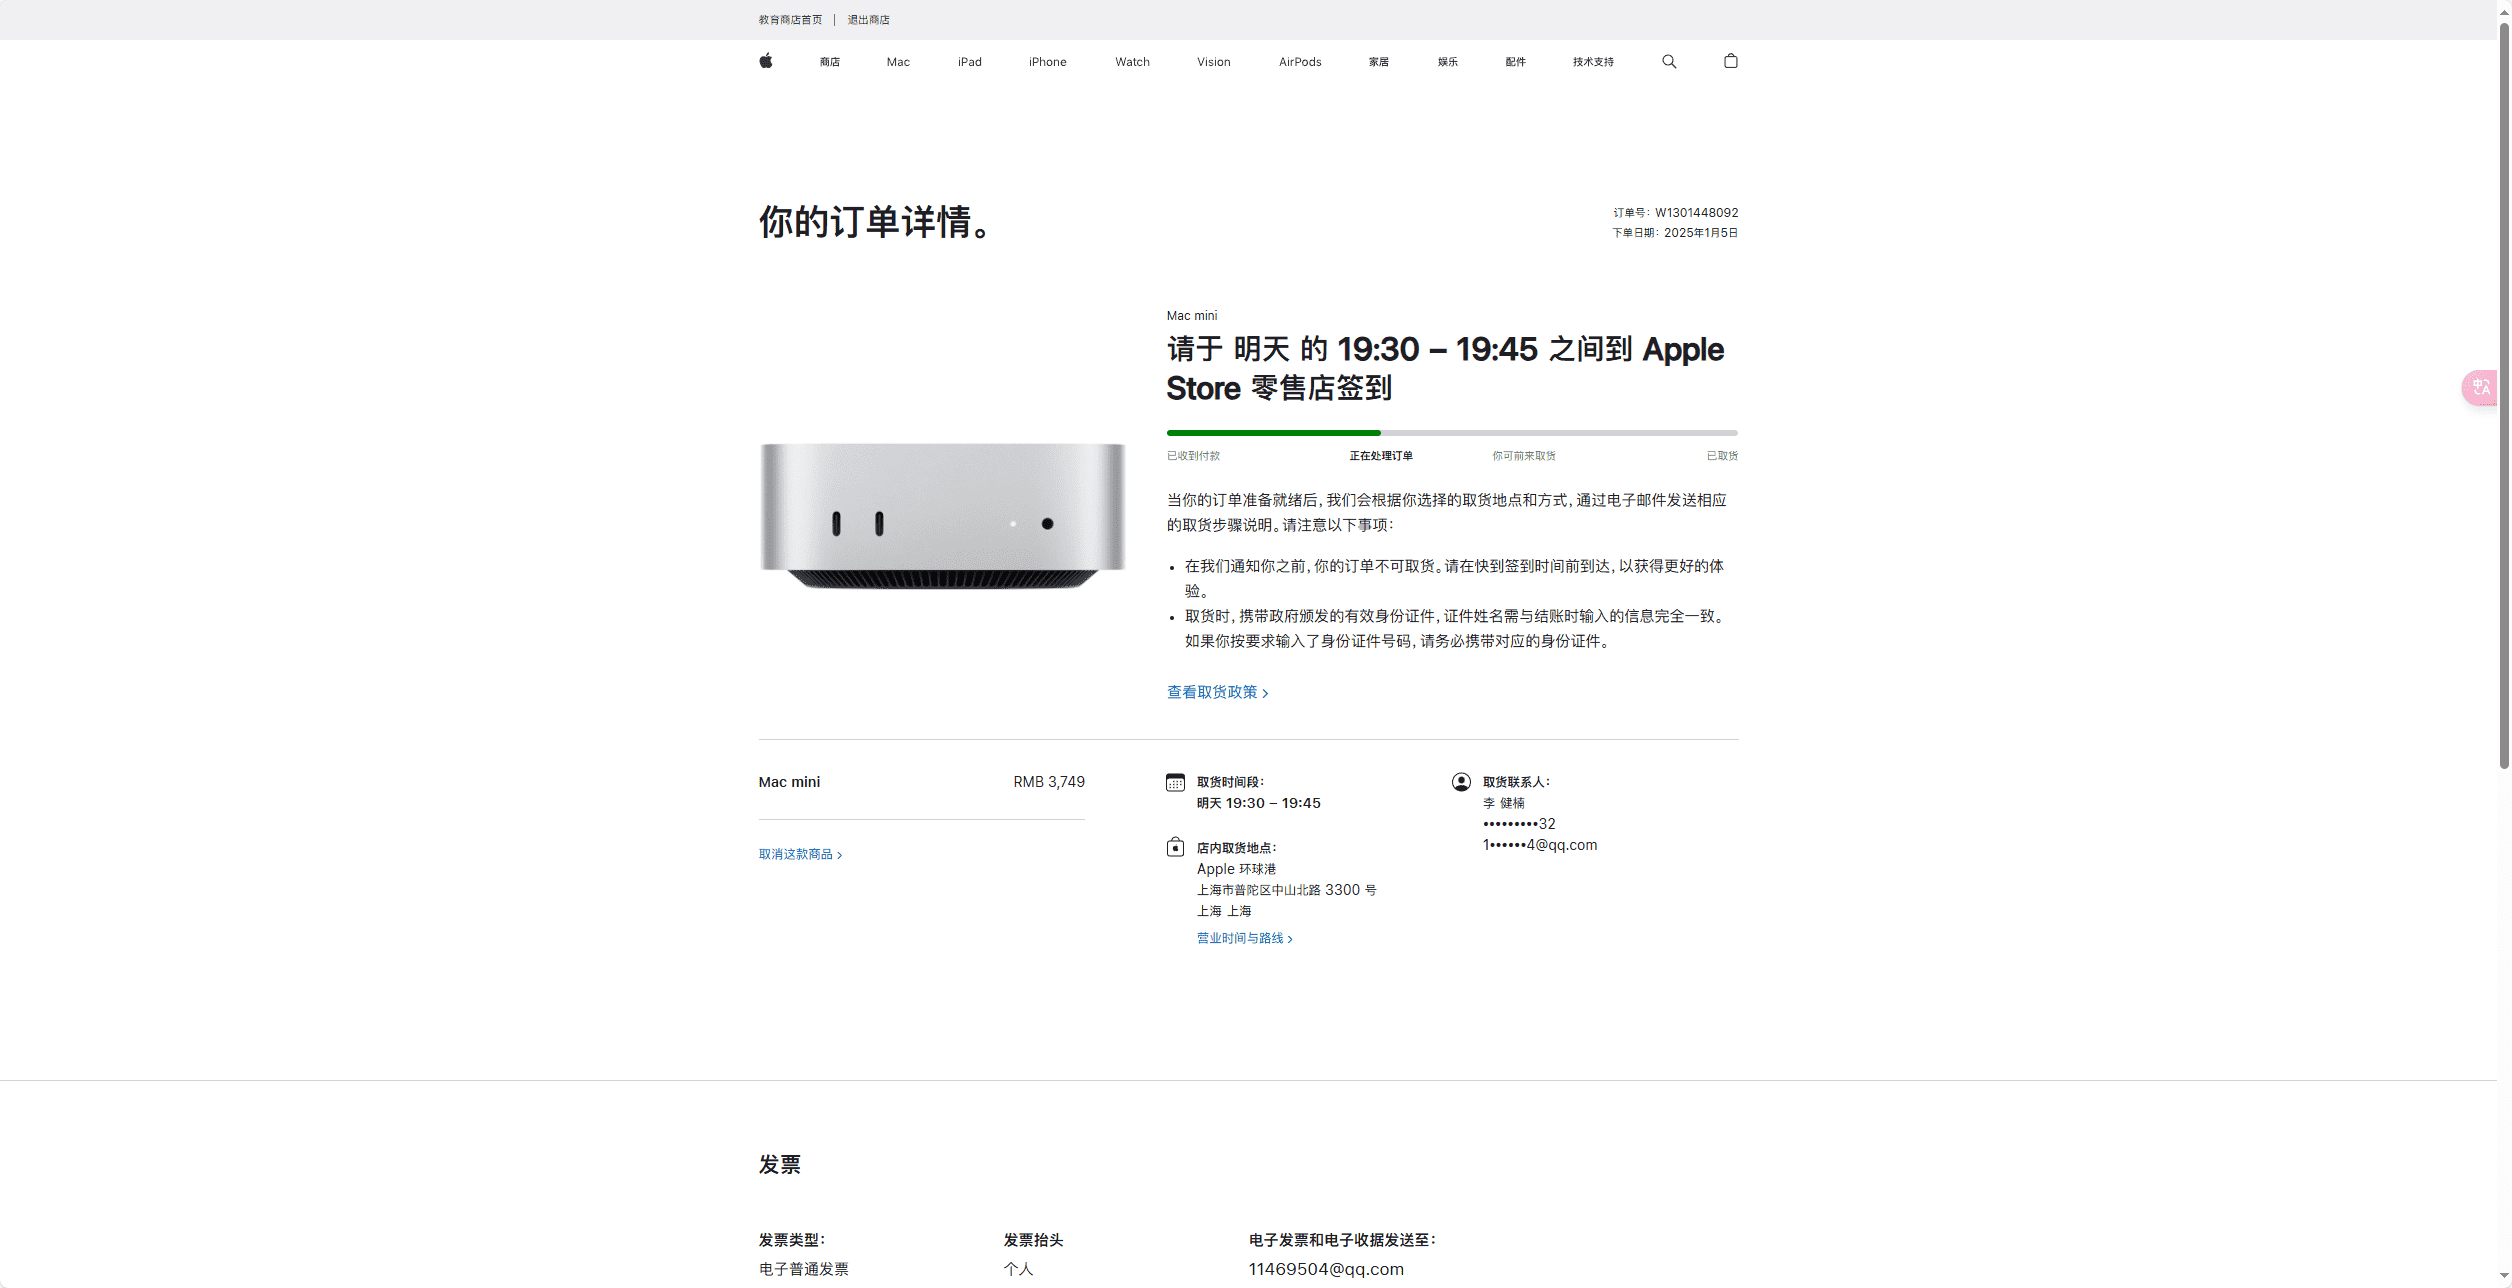 教育商店首页 | 退出商店
商店 Mac iPad iPhone Watch Vision AirPods 家居 娱乐 配件 技术支持
你的订单详情。
订单号：W1301448092
下单日期：2025年1月5日
Mac mini
请于 明天 的 19:30 – 19:45 之间到 Apple
Store 零售店签到
已收到付款 正在处理订单 你可前来取货 已取货
当你的订单准备就绪后，我们会根据你选择的取货地点和方式，通过电子邮件发送相应
的取货步骤说明。请注意以下事项：
• 在我们通知你之前，你的订单不可取货。请在快到签到时间前到达，以获得更好的体
验。
• 取货时，携带政府颁发的有效身份证件，证件姓名需与结账时输入的信息完全一致。
如果你按要求输入了身份证件号码，请务必携带对应的身份证件。
查看取货政策 >
Mac mini RMB 3,749
取消这款商品 >
取货时间段：
明天 19:30 – 19:45
店内取货地点：
Apple 环球港
上海市普陀区中山北路 3300 号
上海 上海
营业时间与路线 >
取货联系人：
李 健楠
•••••••••32
1••••••4@qq.com
发票
发票类型：
电子普通发票
发票抬头
个人
电子发票和电子收据发送至：
11469504@qq.com